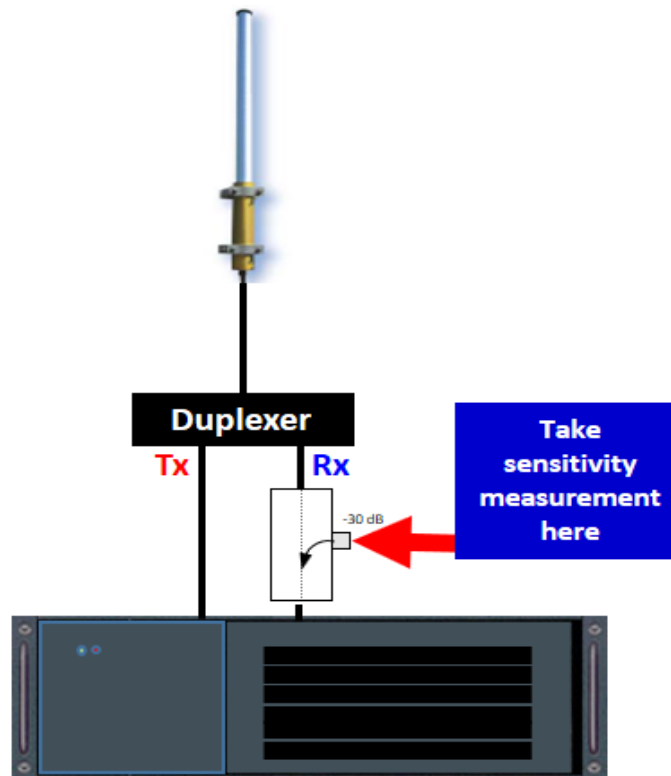 Duplexer
Tx
Rx
-30 dB
Take
sensitivity
measurement
here